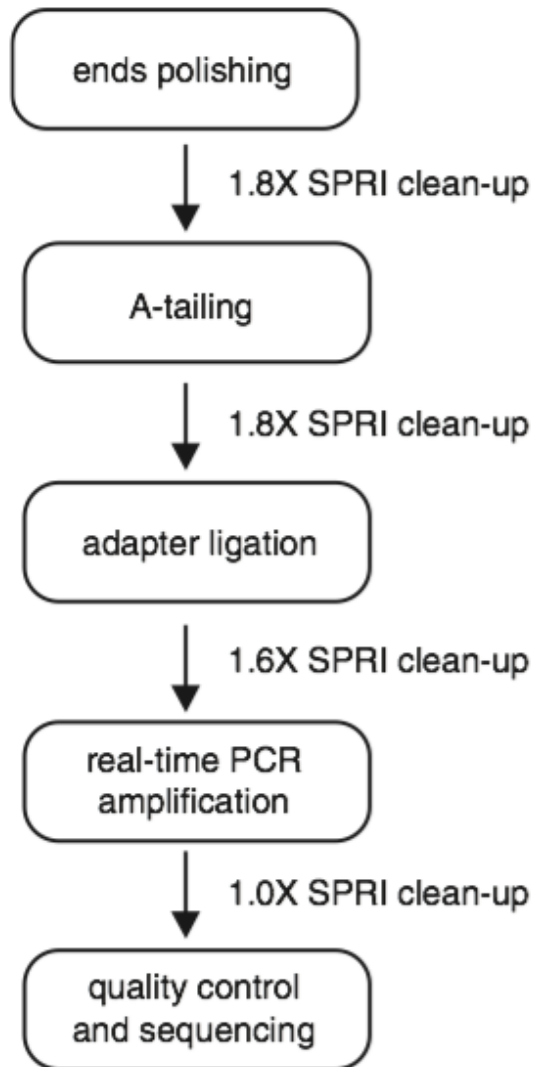 ends polishing
1.8X SPRI clean-up
A-tailing
1.8X SPRI clean-up
adapter ligation
1.6X SPRI clean-up
real-time PCR
amplification
1.0X SPRI clean-up
quality control
and sequencing